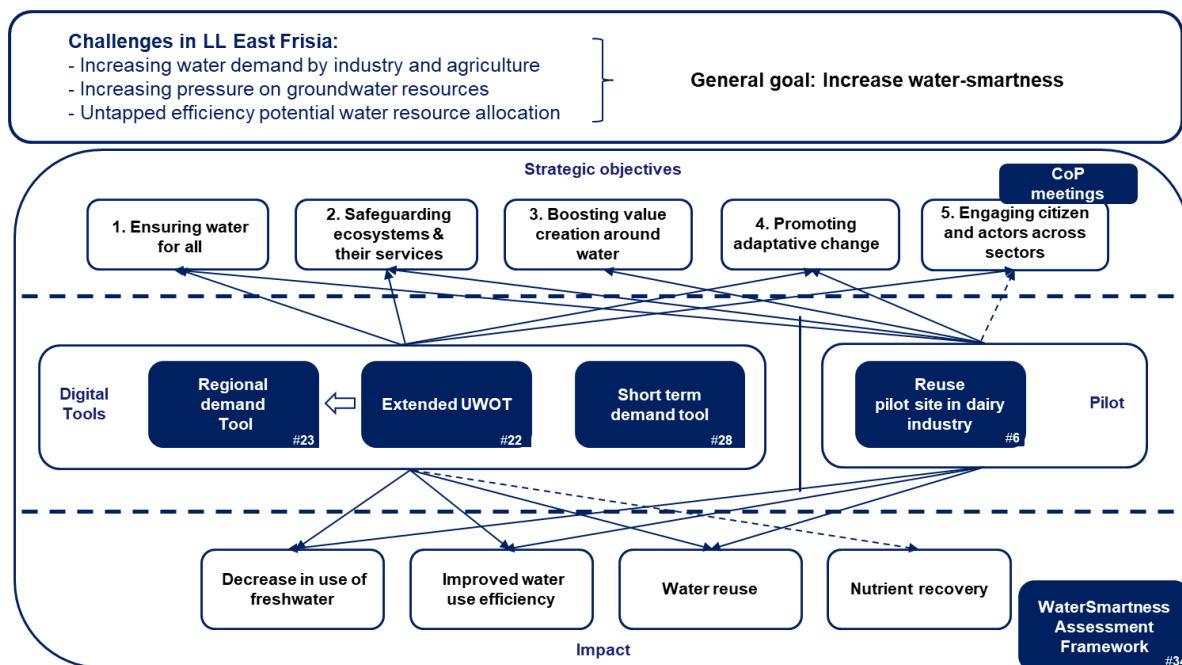 Challenges in LL East Frisia:
- Increasing water demand by industry and agriculture
- Increasing pressure on groundwater resources
- Untapped efficiency potential water resource allocation
General goal: Increase water-smartness
Strategic objectives
CoP
meetings
1. Ensuring water
for all
2. Safeguarding
ecosystems &
their services
3. Boosting value
creation around
water
4. Promoting
adaptative change
5. Engaging citizen
and actors across
sectors
Digital
Tools
Regional
demand
Tool
#23
Extended UWOT
#22
Short term
demand tool
#28
Reuse
pilot site in dairy
industry
#6
Pilot
Decrease in use of
freshwater
Improved water
use efficiency
Water reuse
Nutrient recovery
WaterSmartness
Assessment
Framework
#34
Impact